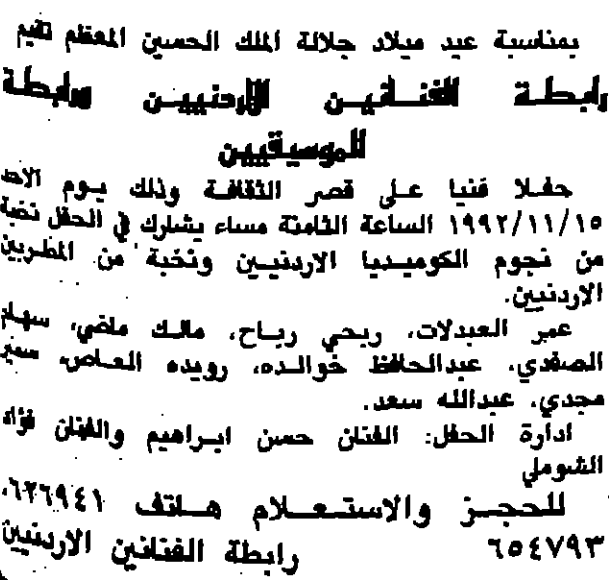 بمناسبة عيد ميلاد جلالة الملك الحسين المعظم تقيم
رابطة الفنانين الاردنيين ورابطة
الموسيقيين
حفلا فنيا على قصر الثقافة وذلك يوم الاحد
١٩٩٢/١١/١٥ الساعة الثامنة مساء يشارك في الحفل نخبة
من نجوم الكوميديا الاردنيين ونخبة من المطربين
الاردنيين.
عمر العبدلات، ربحي رباح، مالك ماضي، سهام
الصفدي، عبدالحافظ خوالده، رويده العاص، سمير
مجدي، عبدالله سعد.
ادارة الحفل: الفنان حسن ابراهيم والفنان فؤاد
الشوملي
للحجز والاستعلام هاتف ٦٢٦٩٤١،
٦٥٤٧٩٣ رابطة الفنانين الاردنيين